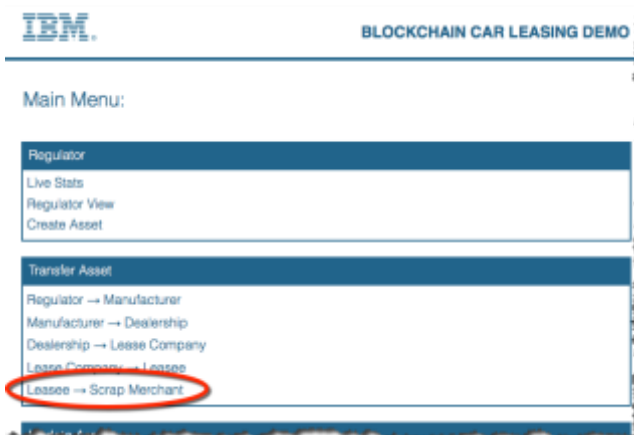 IBM.
BLOCKCHAIN CAR LEASING DEMO
Main Menu:
Regulator
Live Stats
Regulator View
Create Asset
Transfer Asset
Regulator → Manufacturer
Manufacturer → Dealership
Dealership → Lease Company
Lease Company → Leasee
Leasee → Scrap Merchant